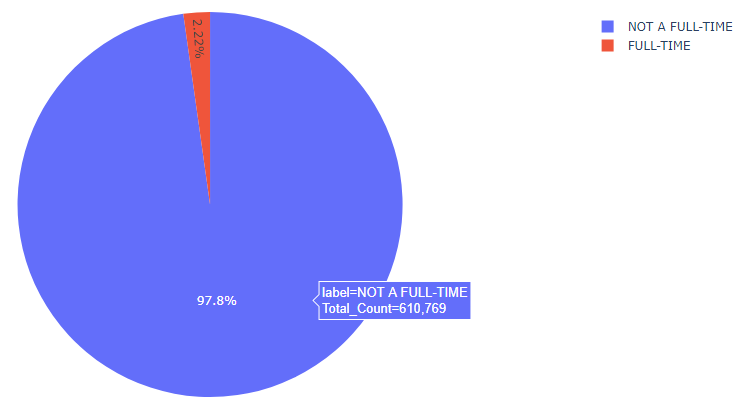 2.22%
NOT A FULL-TIME
FULL-TIME
97.8%
label=NOT A FULL-TIME
Total_Count=610,769